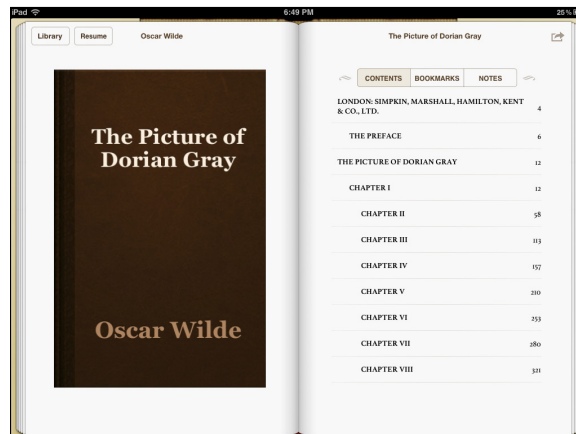 iPad 6:49 PM 25%
Library Resume Oscar Wilde The Picture of Dorian Gray
The Picture of
Dorian Gray
Oscar Wilde
CONTENTS BOOKMARKS NOTES
LONDON: SIMPKIN, MARSHALL, HAMILTON, KENT
& CO., LTD. 4
THE PREFACE 6
THE PICTURE OF DORIAN GRAY 12
CHAPTER I 12
CHAPTER II 58
CHAPTER III 113
CHAPTER IV 157
CHAPTER V 210
CHAPTER VI 253
CHAPTER VII 280
CHAPTER VIII 321